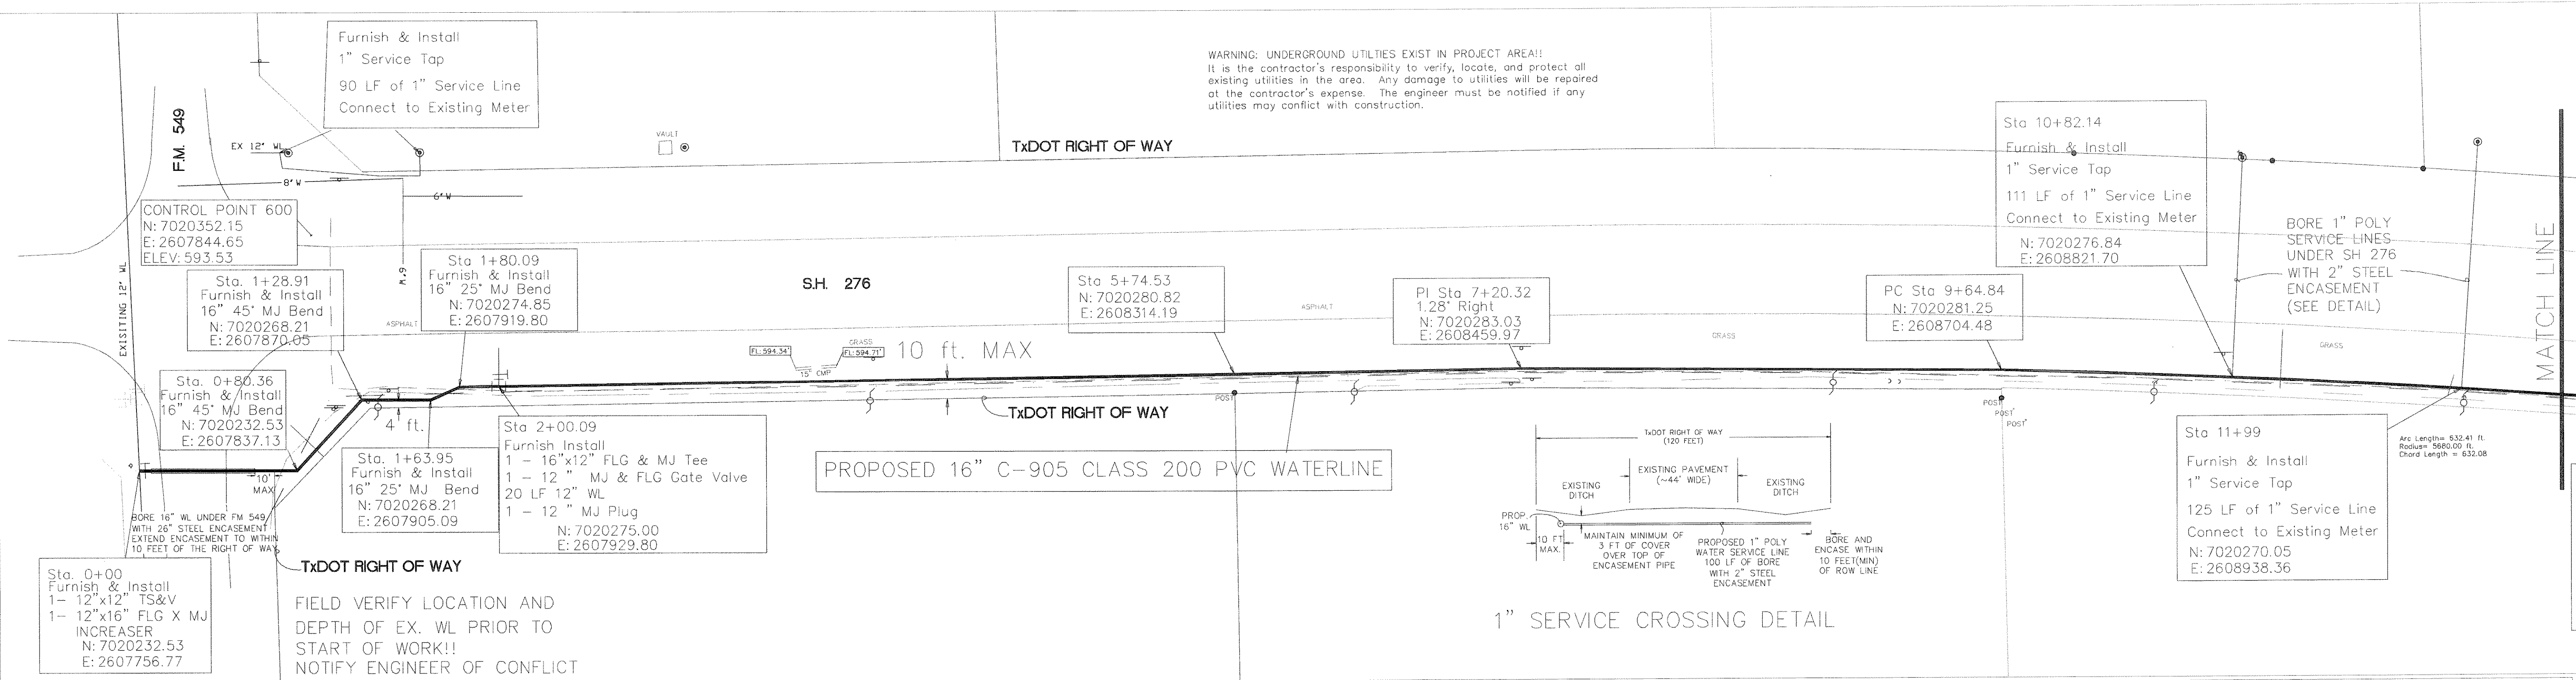 Furnish & Install
1" Service Tap
90 LF of 1" Service Line
Connect to Existing Meter
F.M. 549
EX 12" WL
8" W
6" W
6" W
VAULT
TxDOT RIGHT OF WAY
WARNING: UNDERGROUND UTILTIES EXIST IN PROJECT AREA!!
It is the contractor's responsibility to verify, locate, and protect all
existing utilities in the area. Any damage to utilities will be repaired
at the contractor's expense. The engineer must be notified if any
utilities may conflict with construction.
CONTROL POINT 600
N: 7020352.15
E: 2607844.65
ELEV: 593.53
EXISITING 12" WL
Sta. 1+28.91
Furnish & Install
16" 45° MJ Bend
N: 7020268.21
E: 2607870.05
Sta 1+80.09
Furnish & Install
16" 25° MJ Bend
N: 7020274.85
E: 2607919.80
ASPHALT
S.H. 276
Sta 5+74.53
N: 7020280.82
E: 2608314.19
ASPHALT
PI Sta 7+20.32
1.28° Right
N: 7020283.03
E: 2608459.97
GRASS
PC Sta 9+64.84
N: 7020281.25
E: 2608704.48
Sta 10+82.14
Furnish & Install
1" Service Tap
111 LF of 1" Service Line
Connect to Existing Meter
N: 7020276.84
E: 2608821.70
BORE 1" POLY
SERVICE LINES
UNDER SH 276
WITH 2" STEEL
ENCASEMENT
(SEE DETAIL)
GRASS
MATCH LINE
FL: 594.34'
15" CMP
GRASS
FL: 594.71'
10 ft. MAX
Sta. 0+80.36
Furnish & Install
16" 45° MJ Bend
N: 7020232.53
E: 2607837.13
4' ft.
10'
MAX
BORE 16" WL UNDER FM 549
WITH 26" STEEL ENCASEMENT
EXTEND ENCASEMENT TO WITHIN
10 FEET OF THE RIGHT OF WAY
Sta. 1+63.95
Furnish & Install
16" 25° MJ Bend
N: 7020268.21
E: 2607905.09
Sta 2+00.09
Furnish Install
1 - 16"x12" FLG & MJ Tee
1 - 12 " MJ & FLG Gate Valve
20 LF 12" WL
1 - 12 " MJ Plug
N: 7020275.00
E: 2607929.80
TxDOT RIGHT OF WAY
POST
PROPOSED 16" C-905 CLASS 200 PVC WATERLINE
POST
POST
POST
TxDOT RIGHT OF WAY
(120 FEET)
EXISTING PAVEMENT
(~44' WIDE)
EXISTING
DITCH
EXISTING
DITCH
PROP.
16" WL
10 FT
MAX.
MAINTAIN MINIMUM OF
3 FT OF COVER
OVER TOP OF
ENCASEMENT PIPE
PROPOSED 1" POLY
WATER SERVICE LINE
100 LF OF BORE
WITH 2" STEEL
ENCASEMENT
BORE AND
ENCASE WITHIN
10 FEET(MIN)
OF ROW LINE
1" SERVICE CROSSING DETAIL
Sta 11+99
Furnish & Install
1" Service Tap
125 LF of 1" Service Line
Connect to Existing Meter
N: 7020270.05
E: 2608938.36
Arc Length= 632.41 ft.
Radius= 5680.00 ft.
Chord Length = 632.08
Sta. 0+00
Furnish & Install
1- 12"x12" TS&V
1- 12"x16" FLG X MJ
INCREASER
N: 7020232.53
E: 2607756.77
TxDOT RIGHT OF WAY
FIELD VERIFY LOCATION AND
DEPTH OF EX. WL PRIOR TO
START OF WORK!!
NOTIFY ENGINEER OF CONFLICT